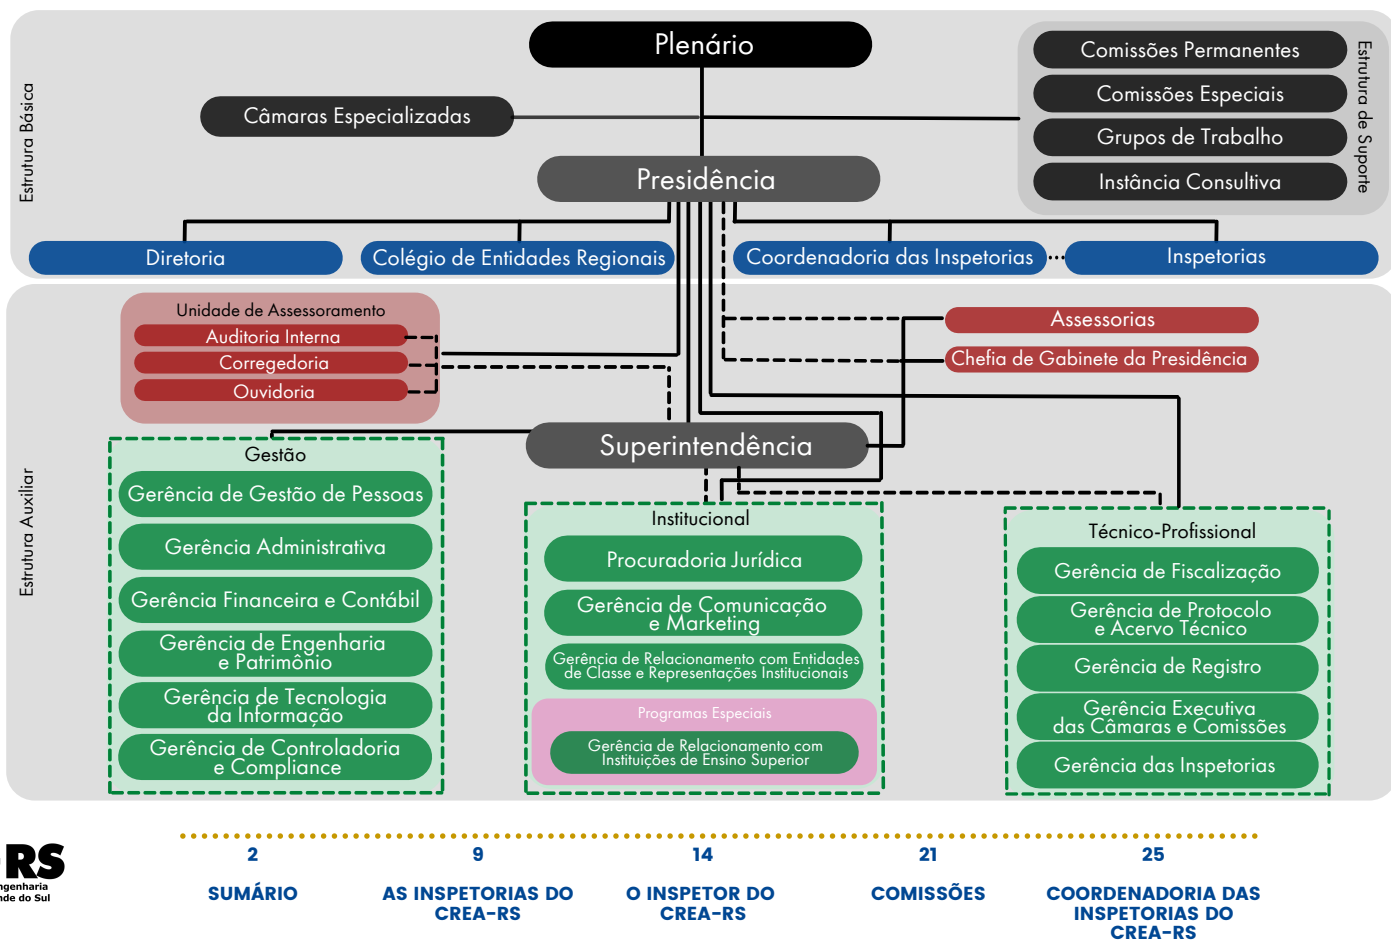 Plenário
Estrutura Básica
Câmaras Especializadas
Comissões Permanentes
Comissões Especiais
Grupos de Trabalho
Instância Consultiva
Estrutura de Suporte
Presidência
Diretoria
Colégio de Entidades Regionais
Coordenadoria das Inspetorias
Inspetorias
Estrutura Auxiliar
Unidade de Assessoramento
Auditoria Interna
Corregedoria
Ouvidoria
Assessorias
Chefia de Gabinete da Presidência
Superintendência
Gestão
Gerência de Gestão de Pessoas
Gerência Administrativa
Gerência Financeira e Contábil
Gerência de Engenharia
e Patrimônio
Gerência de Tecnologia
da Informação
Gerência de Controladoria
e Compliance
Institucional
Procuradoria Jurídica
Gerência de Comunicação
e Marketing
Gerência de Relacionamento com Entidades
de Classe e Representações Institucionais
Programas Especiais
Gerência de Relacionamento com
Instituições de Ensino Superior
Técnico-Profissional
Gerência de Fiscalização
Gerência de Protocolo
e Acervo Técnico
Gerência de Registro
Gerência Executiva
das Câmaras e Comissões
Gerência das Inspetorias
RS
do Sul
2
SUMÁRIO
9
AS INSPETORIAS DO
CREA-RS
14
O INSPETOR DO
CREA-RS
21
COMISSÕES
25
COORDENADORIA DAS
INSPETORIAS DO
CREA-RS